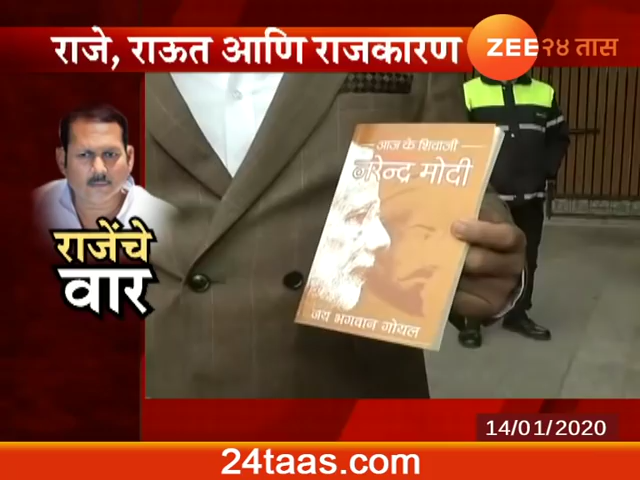 राजे, राऊत आणि राजकारण
ZEE २४ तास
आज के शिवाजी
नरेन्द्र मोदी
जय भगवान गोयल
राजेंचे
वार
14/01/2020
24taas.com